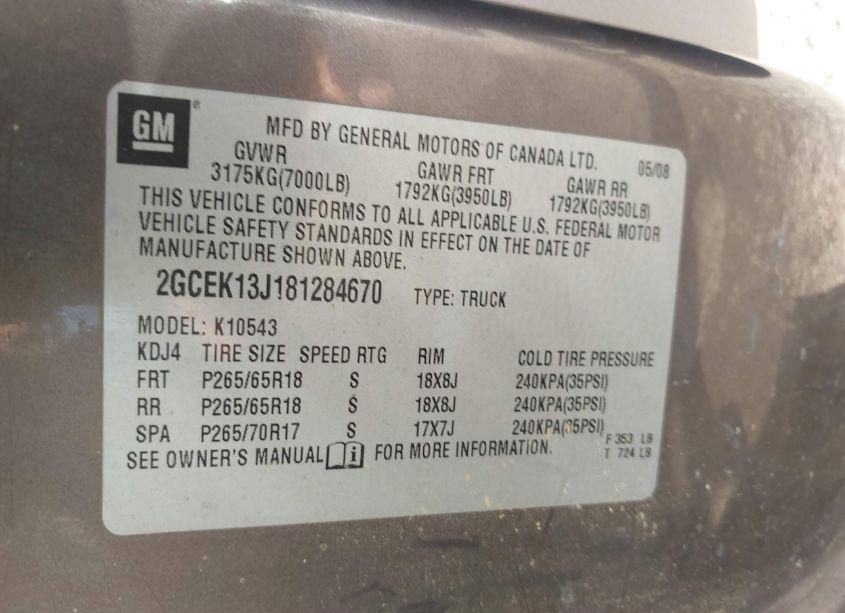 GM ®
MFD BY GENERAL MOTORS OF CANADA LTD. 05/08
GVWR GAWR FRT GAWR RR
3175KG(7000LB) 1792KG(3950LB) 1792KG(3950LB)
THIS VEHICLE CONFORMS TO ALL APPLICABLE U.S. FEDERAL MOTOR
VEHICLE SAFETY STANDARDS IN EFFECT ON THE DATE OF
MANUFACTURE SHOWN ABOVE.
2GCEK13J181284670 TYPE: TRUCK
MODEL: K10543
KDJ4 TIRE SIZE SPEED RTG RIM COLD TIRE PRESSURE
FRT P265/65R18 S 18X8J 240KPA(35PSI)
RR P265/65R18 S 18X8J 240KPA(35PSI)
SPA P265/70R17 S 17X7J 240KPA(35PSI)
F 353 LB
SEE OWNER'S MANUAL i FOR MORE INFORMATION. T 724 LB